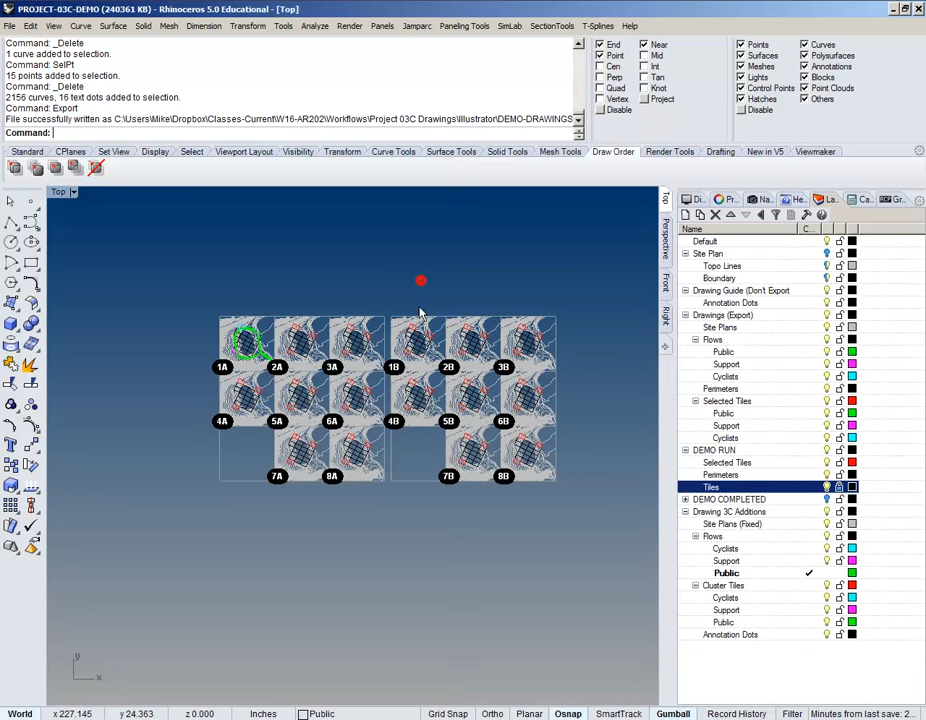 PROJECT-03C-DEMO (240361 KB) - Rhinoceros 5.0 Educational - [Top]
File Edit View Curve Surface Solid Mesh Dimension Transform Tools Analyze Render Panels Jamparc Paneling Tools SimLab SectionTools T-Splines Help
Command: _Delete
1 curve added to selection.
Command: SelPt
15 points added to selection.
Command: _Delete
2156 curves, 16 text dots added to selection.
Command: Export
File successfully written as C:\Users\Mike\Dropbox\Classes-Current\W16-AR202\Workflows\Project 03C Drawings\Illustrator\DEMO-DRAWINGS
Command:
End Near
Point Mid
Cen Int
Perp Tan
Quad Knot
Vertex Project
Disable
Points Curves
Surfaces Polysurfaces
Meshes Annotations
Lights Blocks
Control Points Point Clouds
Hatches Others
Disable
Standard CPlanes Set View Display Select Viewport Layout Visibility Transform Curve Tools Surface Tools Solid Tools Mesh Tools Draw Order Render Tools Drafting New in V5 Viewmaker
Top
Top
Perspective
Front
Right
1A 2A 3A 1B 2B 3B
4A 5A 6A 4B 5B 6B
7A 8A 7B 8B
y
x
Di... Pr... Na... He... La... Ca... Gr...
Name C...
Default
Site Plan
Topo Lines
Boundary
Drawing Guide (Don't Export
Annotation Dots
Drawings (Export)
Site Plans
Flows
Public
Support
Cyclists
Perimeters
Selected Tiles
Public
Support
Cyclists
DEMO RUN
Selected Tiles
Perimeters
Tiles
DEMO COMPLETED
Drawing 3C Additions
Site Plans (Fixed)
Flows
Cyclists
Support
Public
Cluster Tiles
Cyclists
Support
Public
Annotation Dots
World x 227.145 y 24.363 z 0.000 Inches Public Grid Snap Ortho Planar Osnap SmartTrack Gumball Record History Filter Minutes from last save: 2...